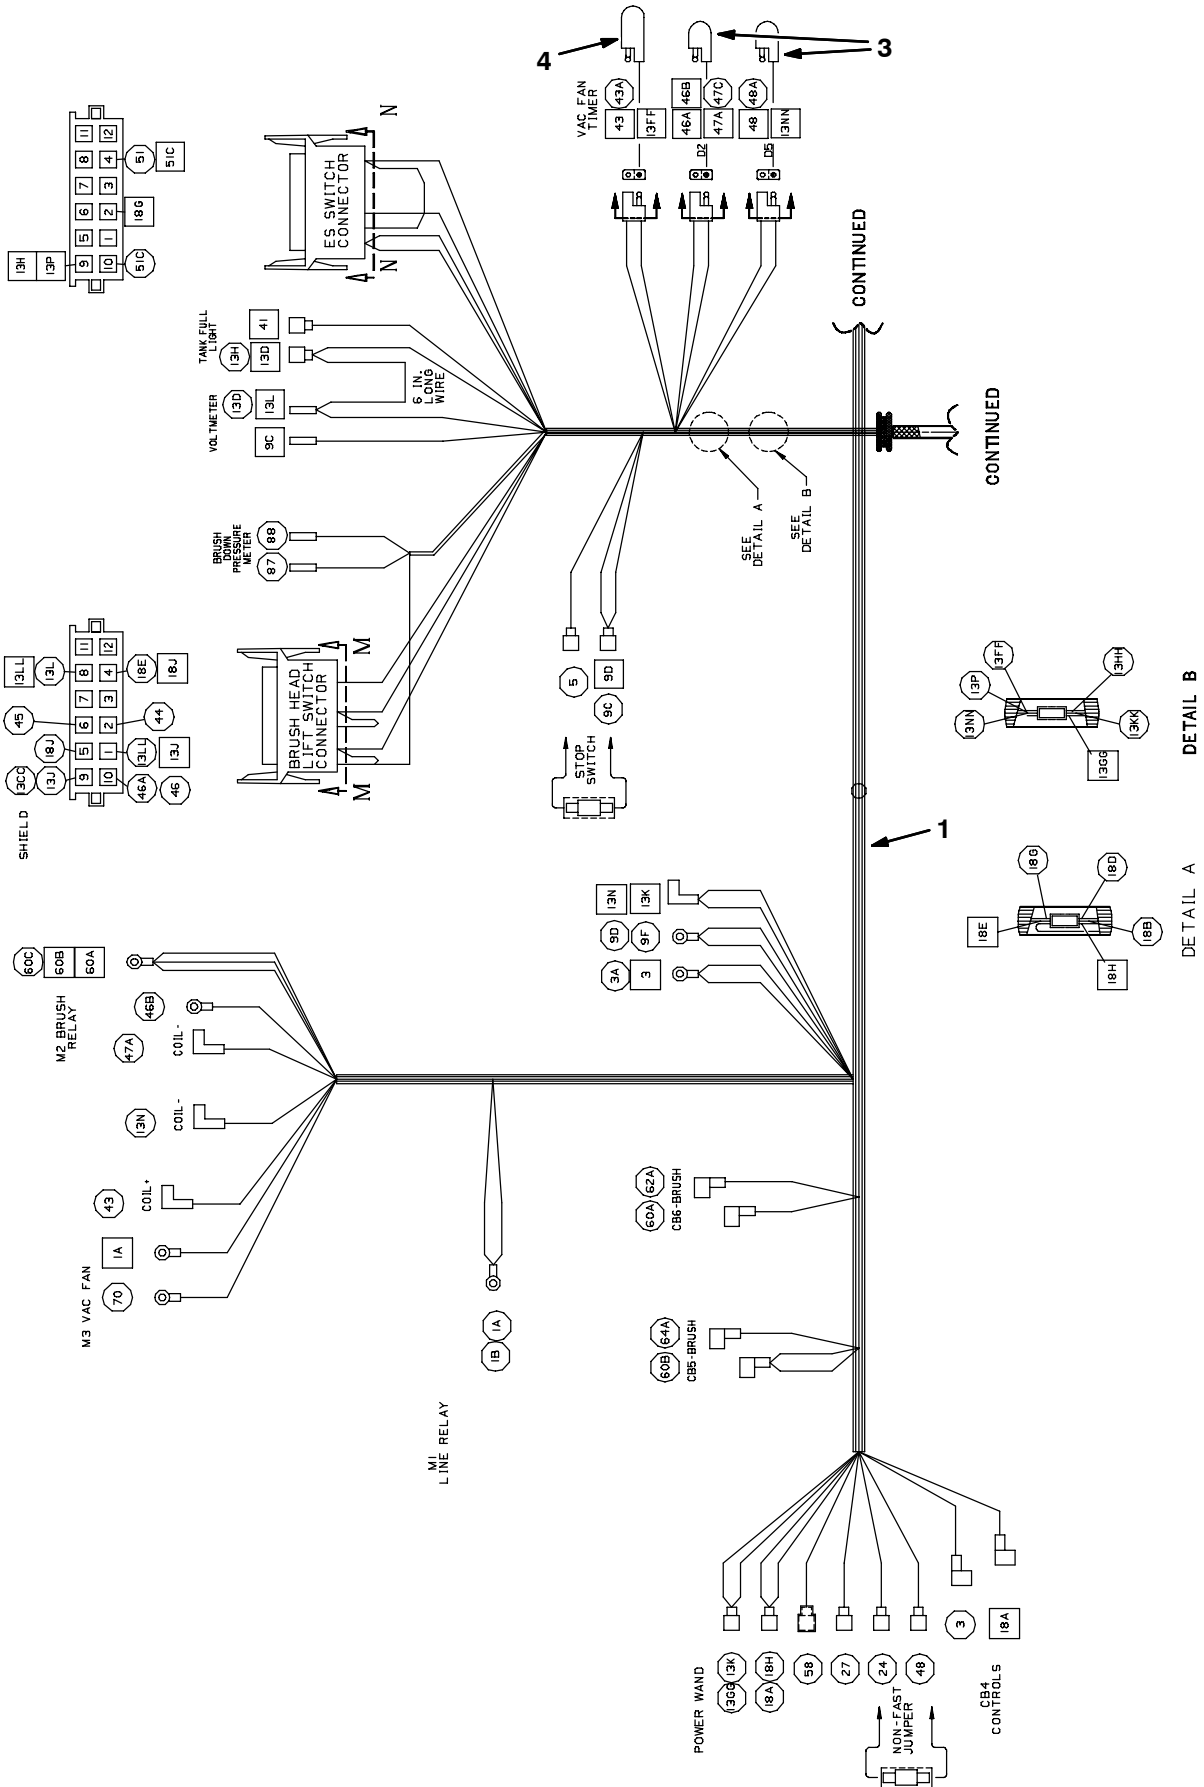 4
3
VAC FAN
TIMER
43A
43
13FF
46B
47C
46A
47A
48A
48
13NN
D2
D5
11
8
7
6
5
9
12
4
3
2
1
10
51
51C
18G
13H
13P
51C
N
ES SWITCH
CONNECTOR
N
TANK FULL
LIGHT
41
13H
13D
6 IN.
LONG
WIRE
VOLTMETER
13D
13L
9C
CONTINUED
CONTINUED
SEE
DETAIL A
SEE
DETAIL B
BRUSH
DOWN
PRESSURE
METER
88
87
M
BRUSH HEAD
LIFT SWITCH
CONNECTOR
M
11
8
7
6
5
9
12
4
3
2
1
10
13LL
13L
18E
18J
45
44
18J
13LL
13J
13CC
13J
46A
46
SHIELD
5
9D
9C
STOP
SWITCH
13FF
13P
13NN
13HH
13KK
13GG
DETAIL B
1
18G
18E
18D
18B
18H
DETAIL A
13N
13K
9D
9F
3A
3
60C
60B
60A
M2 BRUSH
RELAY
46B
47A
COIL-
13N
COIL-
43
COIL+
1A
70
M3 VAC FAN
1B
1A
M1
LINE RELAY
62A
60A
CB6-BRUSH
64A
60B
CB5-BRUSH
POWER WAND
13K
13GG
18H
18A
58
27
24
48
3
18A
NON-FAST
JUMPER
CB4
CONTROLS